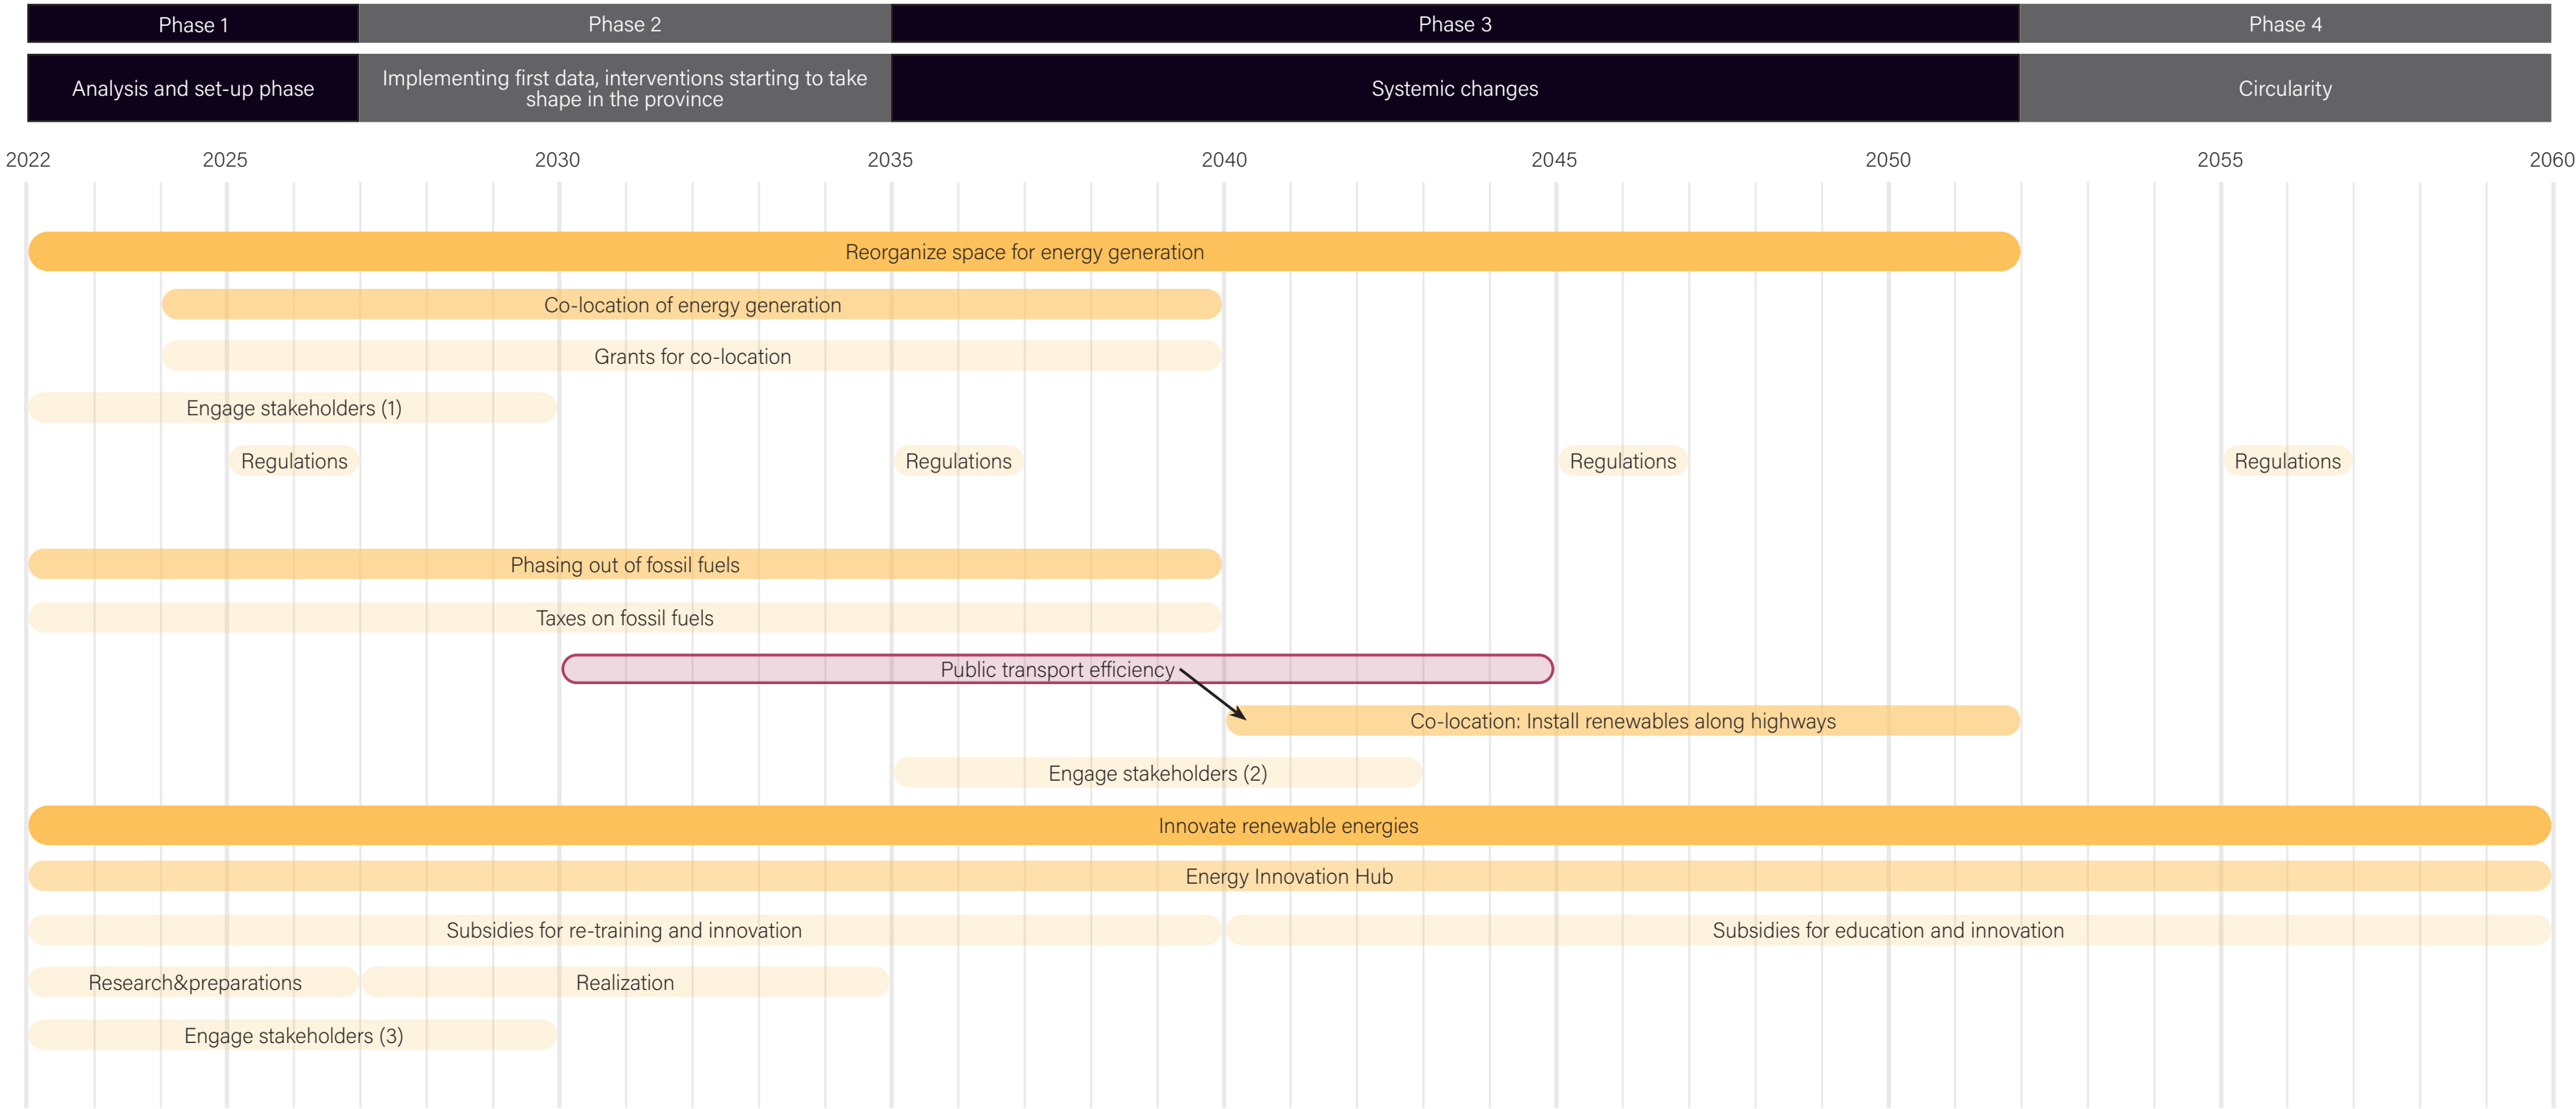 Phase 1
Phase 2
Phase 3
Phase 4
Analysis and set-up phase
Implementing first data, interventions starting to take
shape in the province
Systemic changes
Circularity
2022
2025
2030
2035
2040
2045
2050
2055
2060
Reorganize space for energy generation
Co-location of energy generation
Grants for co-location
Engage stakeholders (1)
Regulations
Regulations
Regulations
Regulations
Phasing out of fossil fuels
Taxes on fossil fuels
Public transport efficiency
Co-location: Install renewables along highways
Engage stakeholders (2)
Innovate renewable energies
Energy Innovation Hub
Subsidies for re-training and innovation
Subsidies for education and innovation
Research&preparations
Realization
Engage stakeholders (3)